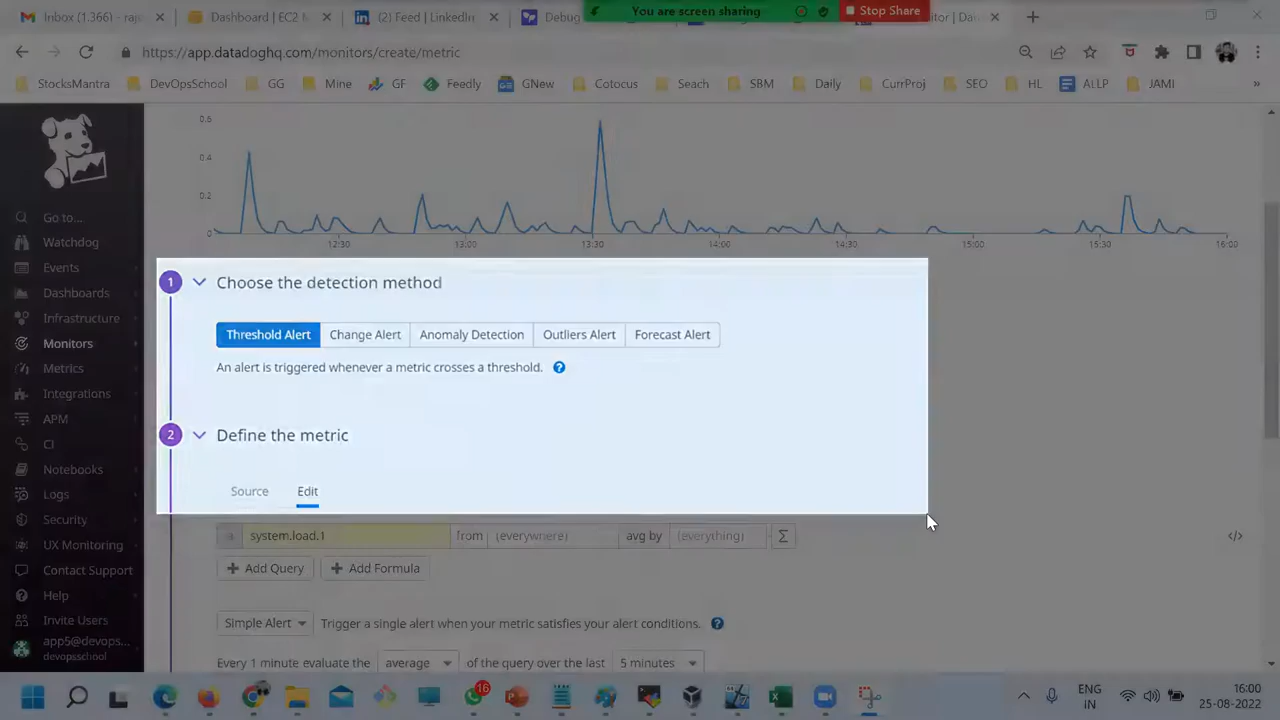 Inbox (1.366) - raj
Dashboard | EC2 M
(2) Feed | LinkedIn
Debug
You are screen sharing
Stop Share
itor | Da
https://app.datadoghq.com/monitors/create/metric
StocksMantra
DevOpsSchool
GG
Mine
GF
Feedly
GNew
Cotocus
Seach
SBM
Daily
CurrProj
SEO
HL
ALLP
JAMI
»
0.6
0.4
0.2
0
12:30
13:00
13:30
14:00
14:30
15:00
15:30
16:00
Go to...
Watchdog
Events
Dashboards
Infrastructure
Monitors
Metrics
Integrations
APM
CI
Notebooks
Logs
Security
UX Monitoring
Contact Support
Help
Invite Users
app5@devops...
devopsschool
1 Choose the detection method
Threshold Alert Change Alert Anomaly Detection Outliers Alert Forecast Alert
An alert is triggered whenever a metric crosses a threshold. ?
2 Define the metric
Source Edit
a system.load.1 from (everywhere) avg by (everything) Σ </>
+ Add Query + Add Formula
Simple Alert Trigger a single alert when your metric satisfies your alert conditions. ?
Every 1 minute evaluate the average of the query over the last 5 minutes
16
ENG
IN
16:00
25-08-2022